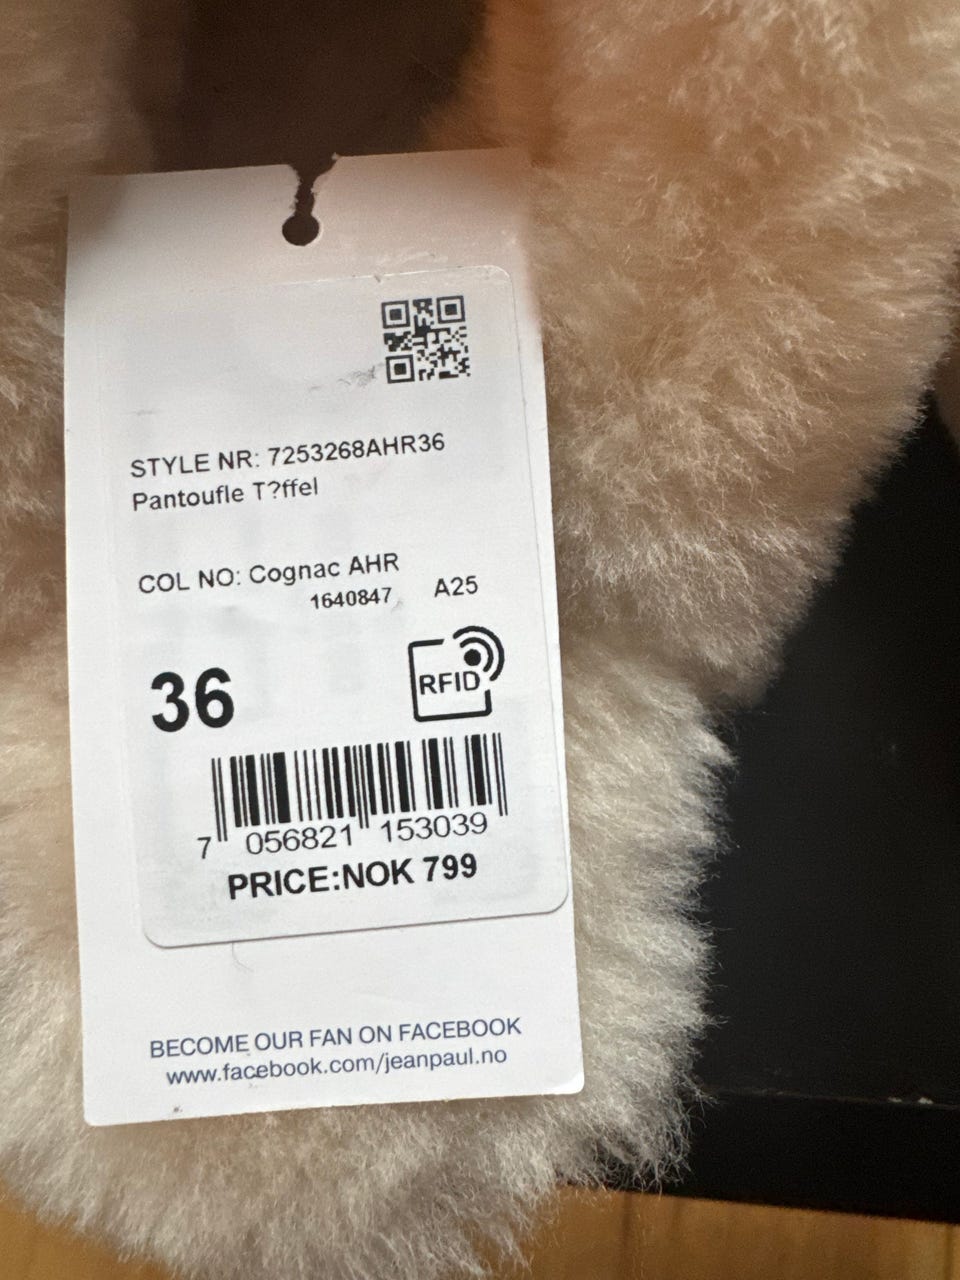 STYLE NR: 7253268AHR36
Pantoufle T?ffel
COL NO: Cognac AHR
1640847 A25
36
RFID
7 056821 153039
PRICE:NOK 799
BECOME OUR FAN ON FACEBOOK
www.facebook.com/jeanpaul.no